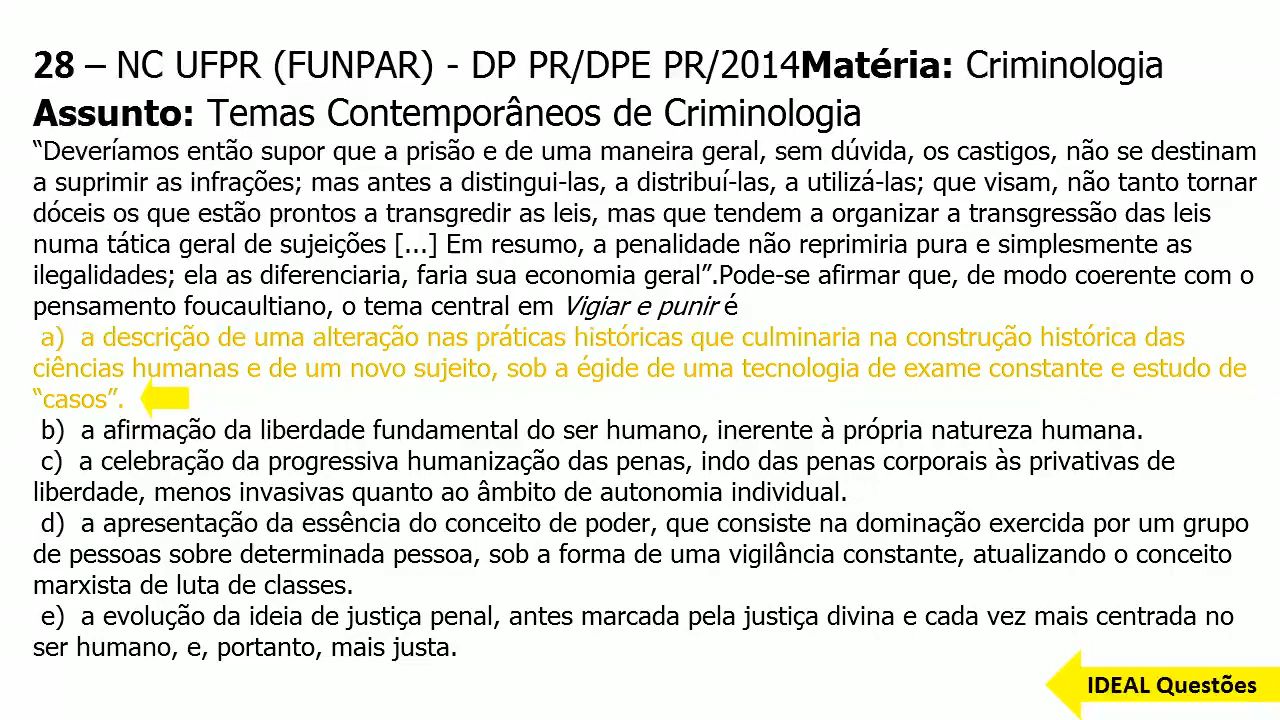 28 – NC UFPR (FUNPAR) - DP PR/DPE PR/2014Matéria: Criminologia
Assunto: Temas Contemporâneos de Criminologia
“Deveríamos então supor que a prisão e de uma maneira geral, sem dúvida, os castigos, não se destinam
a suprimir as infrações; mas antes a distingui-las, a distribuí-las, a utilizá-las; que visam, não tanto tornar
dóceis os que estão prontos a transgredir as leis, mas que tendem a organizar a transgressão das leis
numa tática geral de sujeições [...] Em resumo, a penalidade não reprimiria pura e simplesmente as
ilegalidades; ela as diferenciaria, faria sua economia geral”.Pode-se afirmar que, de modo coerente com o
pensamento foucaultiano, o tema central em Vigiar e punir é
a) a descrição de uma alteração nas práticas históricas que culminaria na construção histórica das
ciências humanas e de um novo sujeito, sob a égide de uma tecnologia de exame constante e estudo de
“casos”.
b) a afirmação da liberdade fundamental do ser humano, inerente à própria natureza humana.
c) a celebração da progressiva humanização das penas, indo das penas corporais às privativas de
liberdade, menos invasivas quanto ao âmbito de autonomia individual.
d) a apresentação da essência do conceito de poder, que consiste na dominação exercida por um grupo
de pessoas sobre determinada pessoa, sob a forma de uma vigilância constante, atualizando o conceito
marxista de luta de classes.
e) a evolução da ideia de justiça penal, antes marcada pela justiça divina e cada vez mais centrada no
ser humano, e, portanto, mais justa.
IDEAL Questões